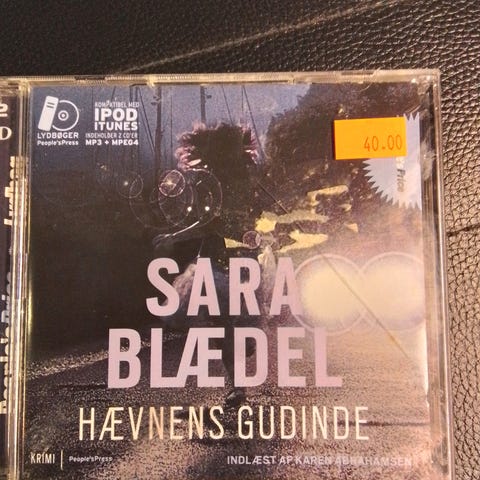 LYDBØGER
People'sPress
KOMPATIBEL MED
IPOD
ITUNES
INDEHOLDER 2 CD'ER
MP3 + MPEG4
40.00
Price
SARA
BLÆDEL
HÆVNENS GUDINDE
KRIMI | People'sPress
INDLÆST AF KAREN ABRAHAMSEN